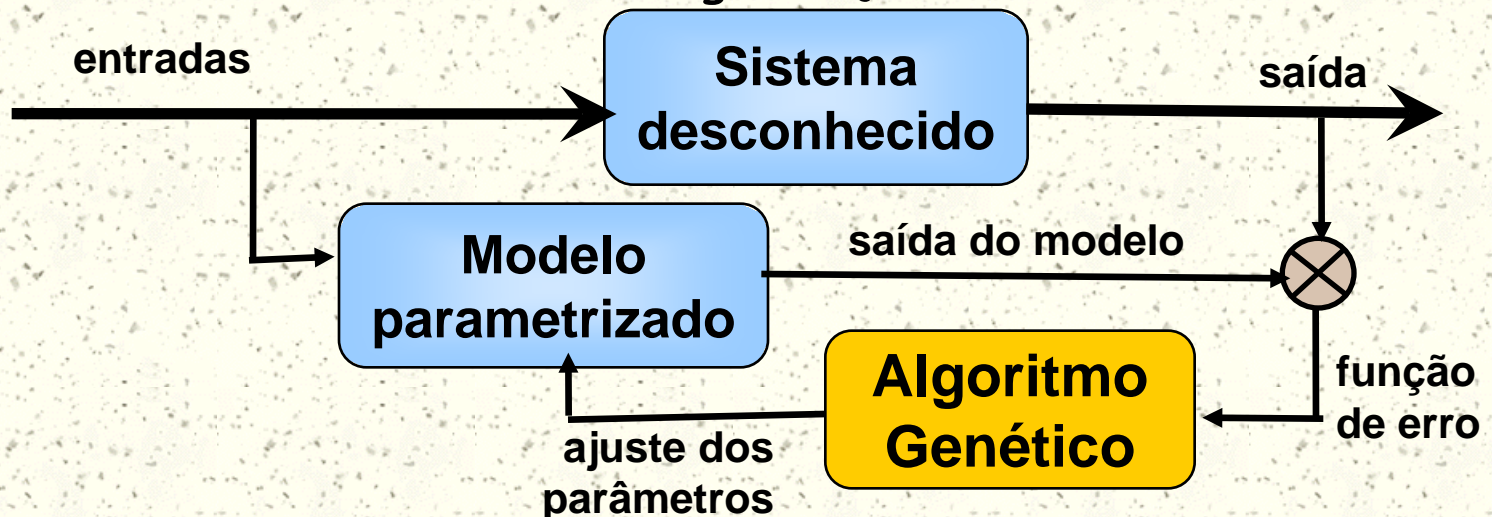 entradas
Sistema
desconhecido
saída
Modelo
parametrizado
saída do modelo
Algoritmo
Genético
função
de erro
ajuste dos
parâmetros